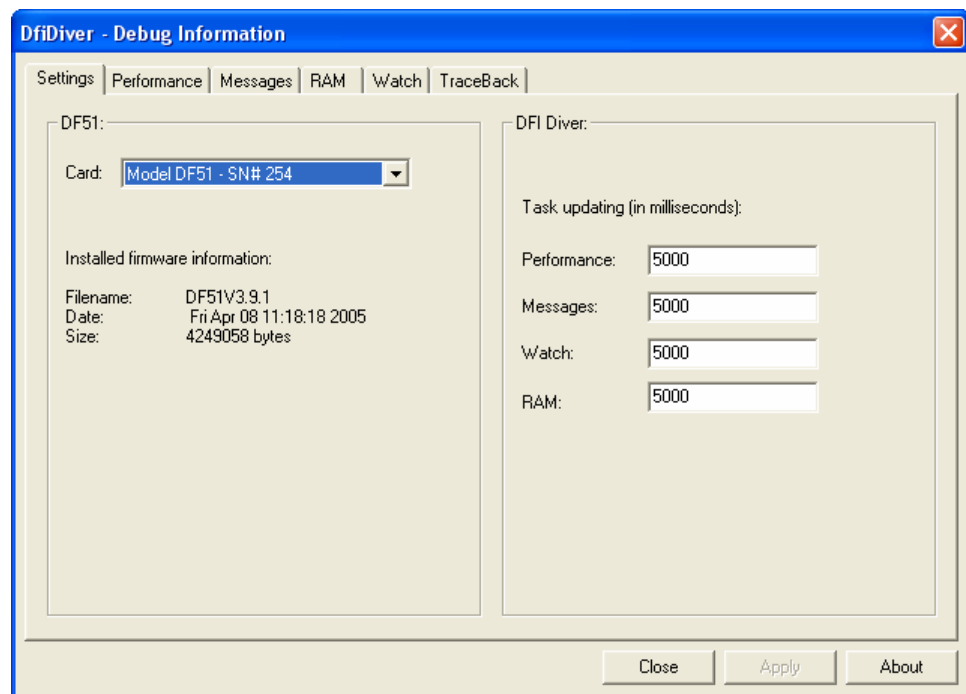 DfiDiver - Debug Information
Settings Performance Messages RAM Watch TraceBack
DF51:
Card: Model DF51 - SN# 254
Installed firmware information:
Filename: DF51V3.9.1
Date: Fri Apr 08 11:18:18 2005
Size: 4249058 bytes
DFI Diver:
Task updating (in milliseconds):
Performance: 5000
Messages: 5000
Watch: 5000
RAM: 5000
Close Apply About